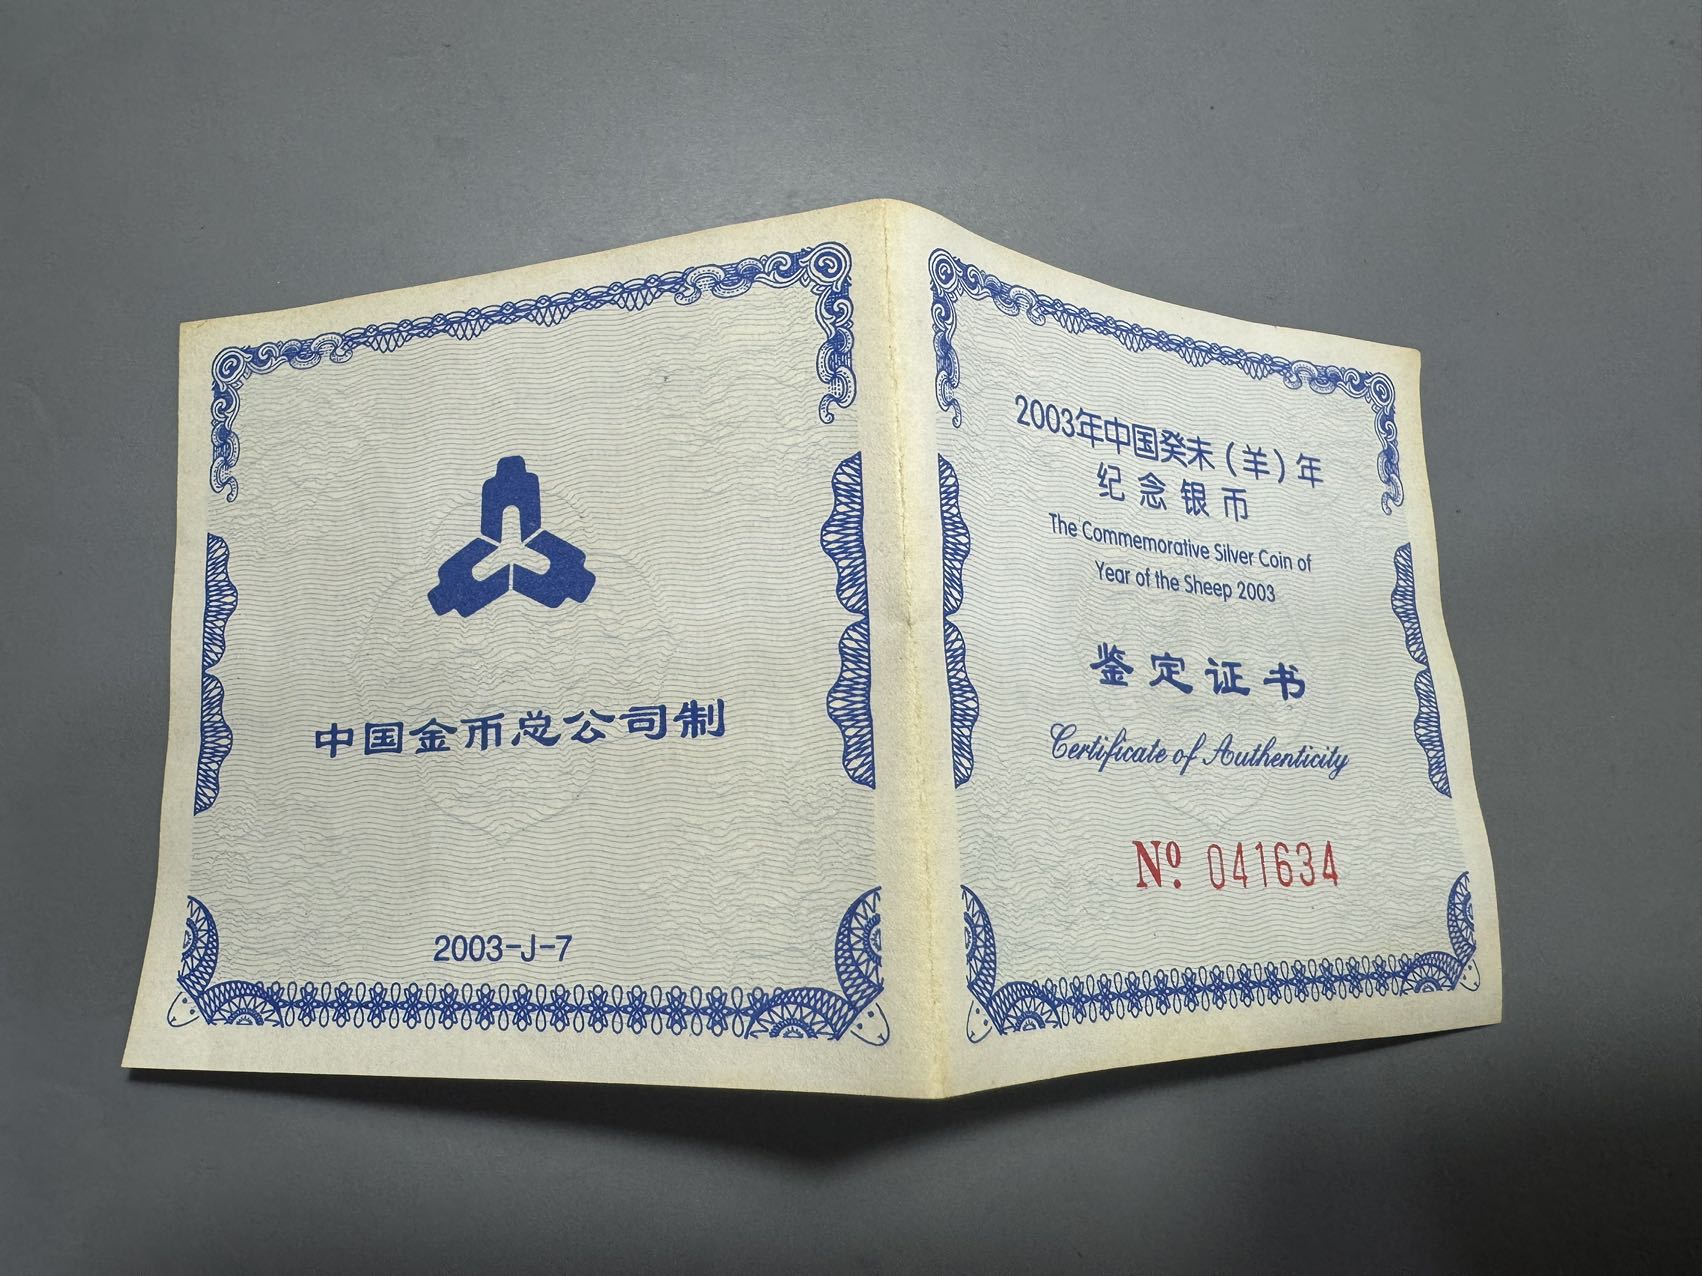 中国金币总公司制
2003-J-7
2003年中国癸未（羊）年
纪念银币
The Commemorative Silver Coin of
Year of the Sheep 2003
鉴定证书
Certificate of Authenticity
Nº. 041634